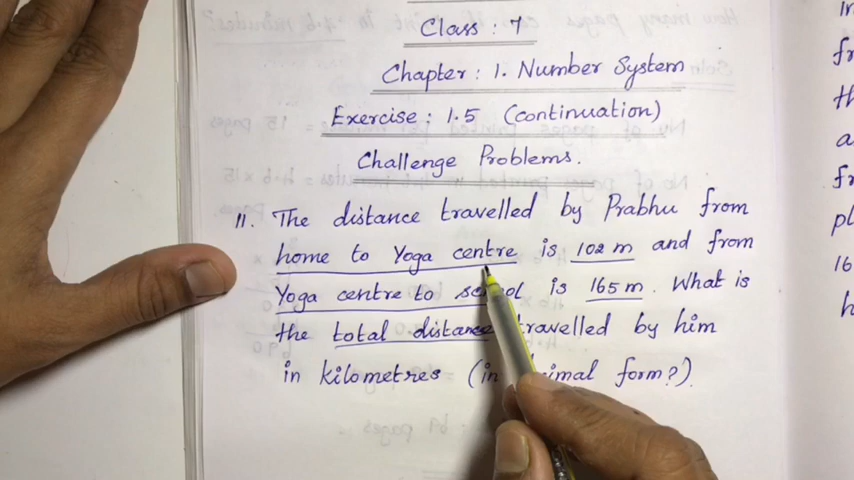 Class : 7
Chapter : 1. Number System
Exercise : 1.5 (continuation)
Challenge Problems.
11. The distance travelled by Prabhu from
home to Yoga centre is 102 m and from
Yoga centre to school is 165 m. What is
the total distance travelled by him
in kilometres (in decimal form?)